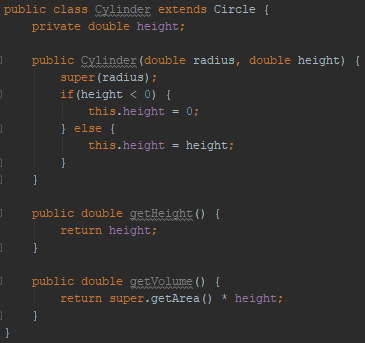 public class Cylinder extends Circle {
    private double height;

    public Cylinder(double radius, double height) {
        super(radius);
        if(height < 0) {
            this.height = 0;
        } else {
            this.height = height;
        }
    }

    public double getHeight() {
        return height;
    }

    public double getVolume() {
        return super.getArea() * height;
    }
}